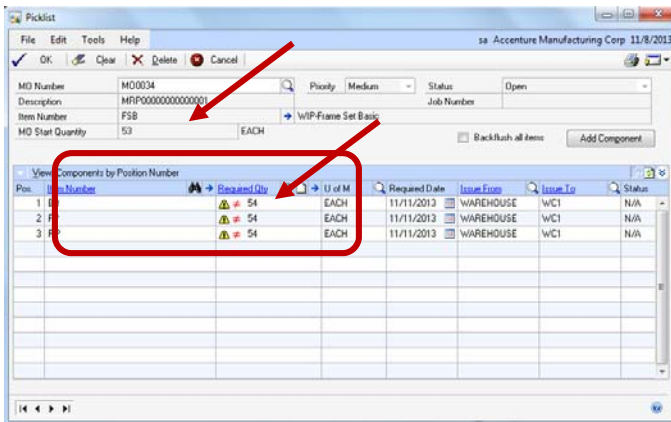 Picklist
File Edit Tools Help sa Accenture Manufacturing Corp 11/8/2013
OK Clear Delete Cancel
MO Number MO0034 Priority Medium Status Open
Description MRP00000000000001 Job Number
Item Number FSB WIP-Frame Set Basic
MO Start Quantity 53 EACH Backflush all items Add Component
View Components by Position Number
Pos. Item Number Required Qty U of M Required Date Issue From Issue To Status
1 54 EACH 11/11/2013 WAREHOUSE WC1 N/A
2 54 EACH 11/11/2013 WAREHOUSE WC1 N/A
3 54 EACH 11/11/2013 WAREHOUSE WC1 N/A